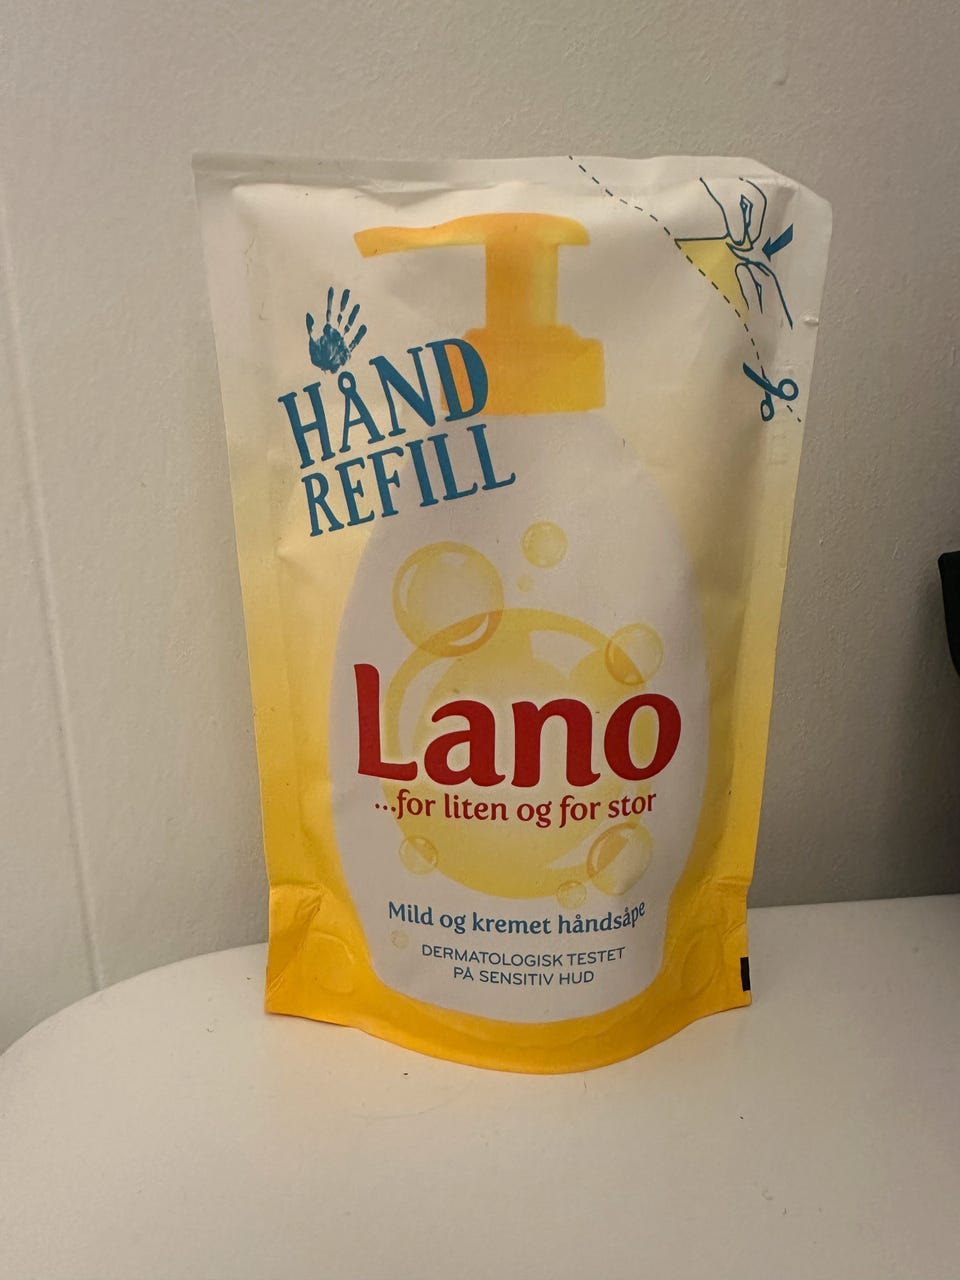 HÅND
REFILL
Lano
...for liten og for stor
Mild og kremet håndsåpe
DERMATOLOGISK TESTET
PÅ SENSITIV HUD